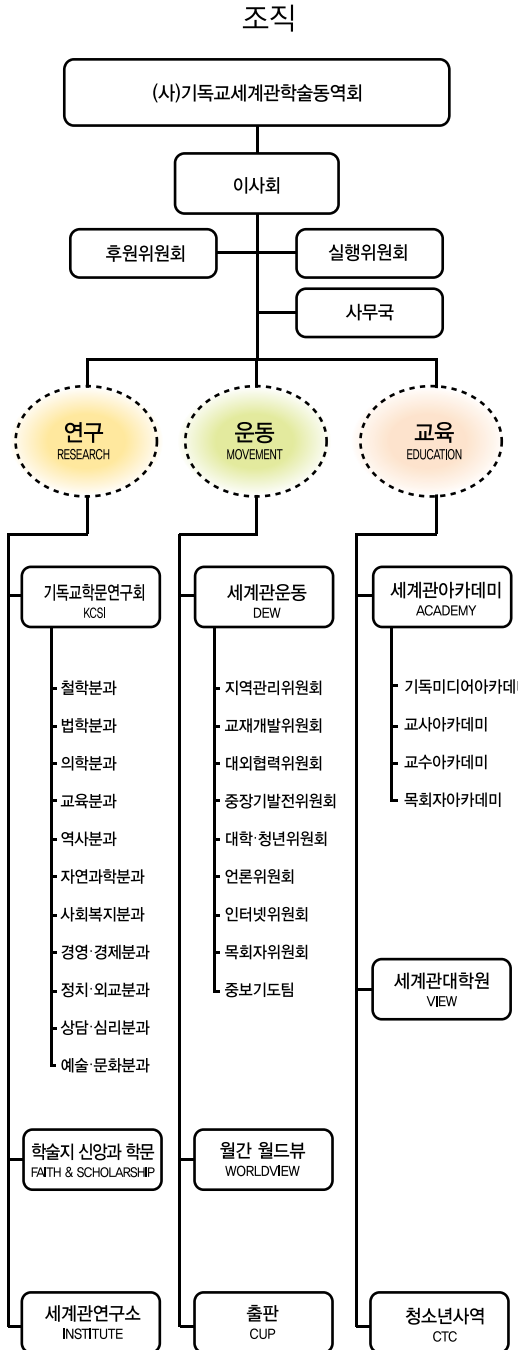 조직
(사)기독교세계관학술동역회
이사회
후원위원회
실행위원회
사무국
연구
RESEARCH
운동
MOVEMENT
교육
EDUCATION
기독교학문연구회
KCSI
철학분과
법학분과
의학분과
교육분과
역사분과
자연과학분과
사회복지분과
경영·경제분과
정치·외교분과
상담·심리분과
예술·문화분과
학술지 신앙과 학문
FAITH & SCHOLARSHIP
세계관연구소
INSTITUTE
세계관운동
DEW
지역관리위원회
교재개발위원회
대외협력위원회
중장기발전위원회
대학·청년위원회
언론위원회
인터넷위원회
목회자위원회
중보기도팀
월간 월드뷰
WORLDVIEW
출판
CUP
세계관아카데미
ACADEMY
기독미디어아카데미
교사아카데미
교수아카데미
목회자아카데미
세계관대학원
VIEW
청소년사역
CTC